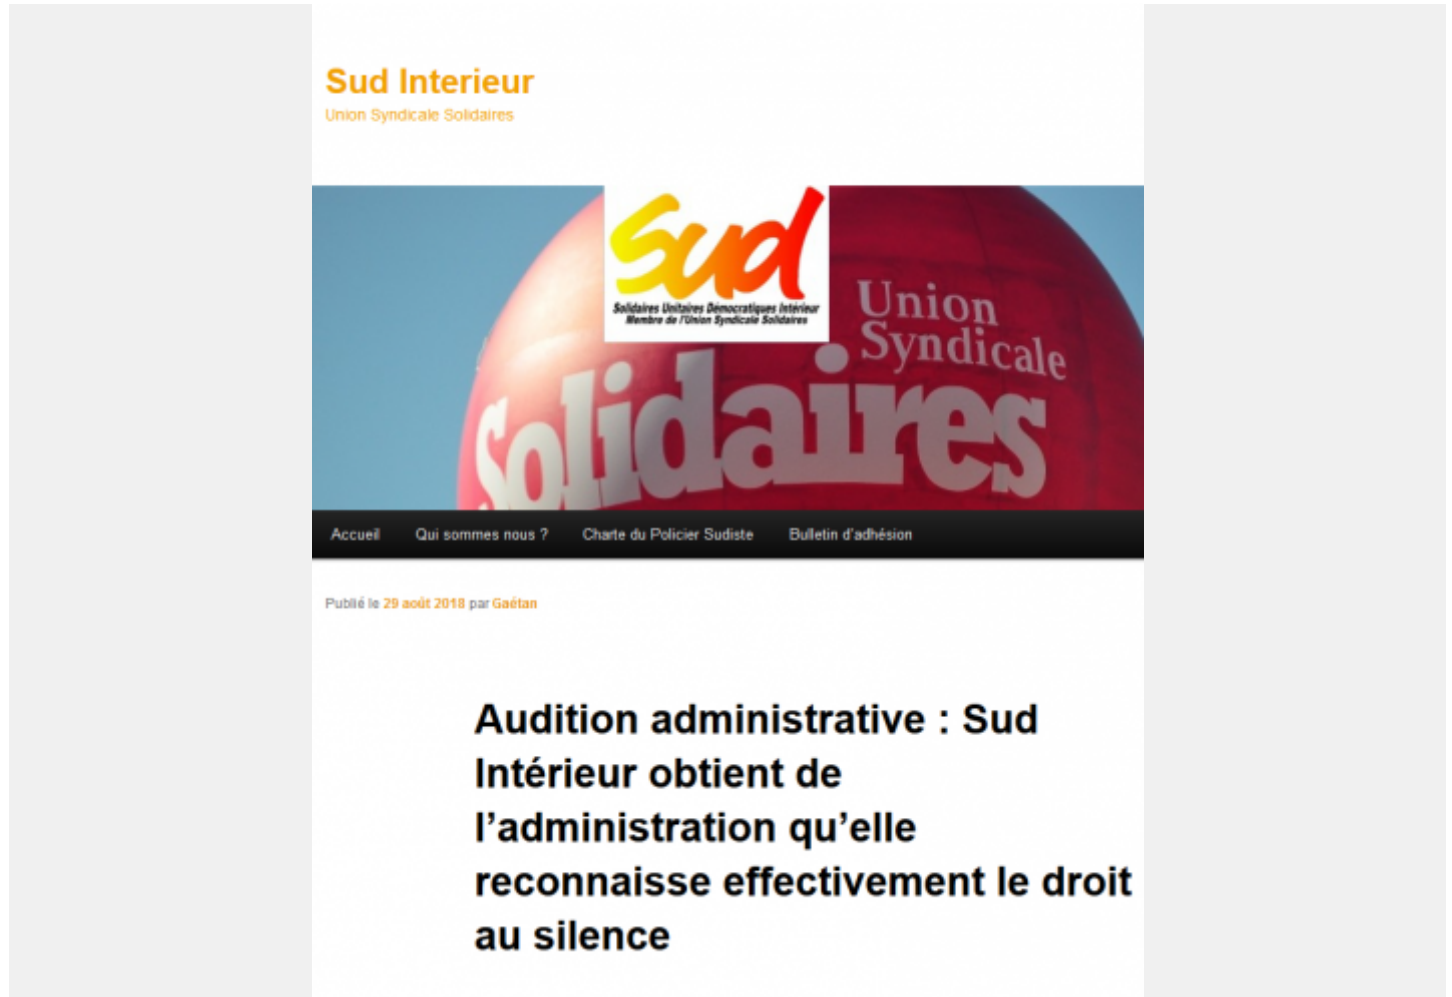 Sud Interieur
Union Syndicale Solidaires
Sud
Solidaires Unitaires Démocratiques Intérieur
Membre de l'Union Syndicale Solidaires
Union
Syndicale
Solidaires
Accueil Qui sommes nous ? Charte du Policier Sudiste Bulletin d'adhésion
Publié le 29 août 2018 par Gaétan
Audition administrative : Sud
Intérieur obtient de
l’administration qu’elle
reconnaisse effectivement le droit
au silence